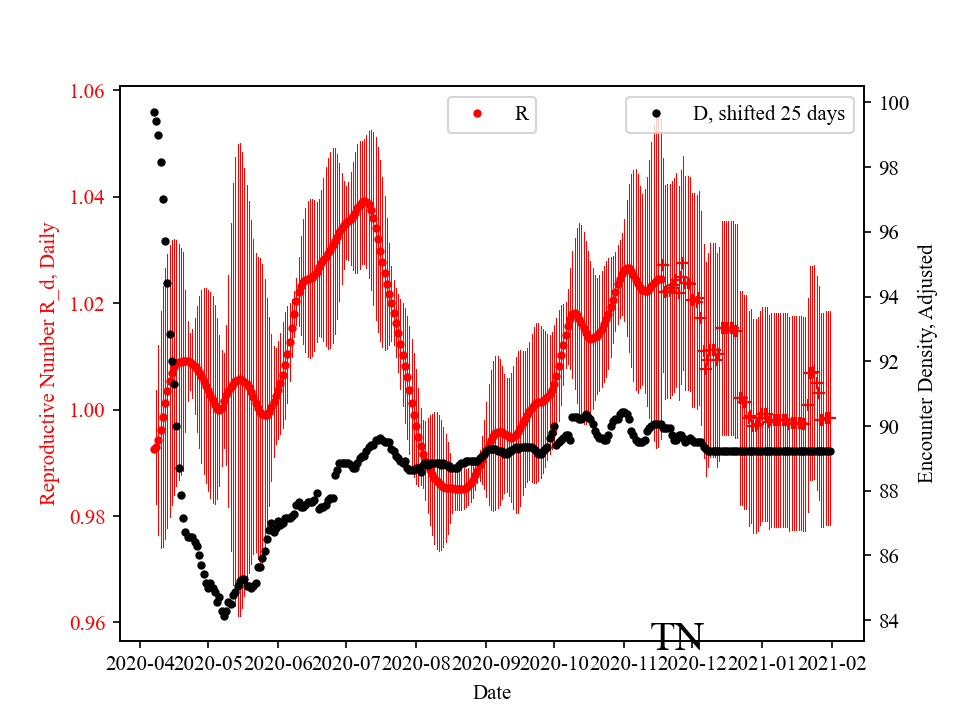 R
D, shifted 25 days
1.06
1.04
1.02
1.00
0.98
0.96
Reproductive Number R_d, Daily
100
98
96
94
92
90
88
86
84
Encounter Density, Adjusted
TN
2020-04 2020-05 2020-06 2020-07 2020-08 2020-09 2020-10 2020-11 2020-12 2021-01 2021-02
Date